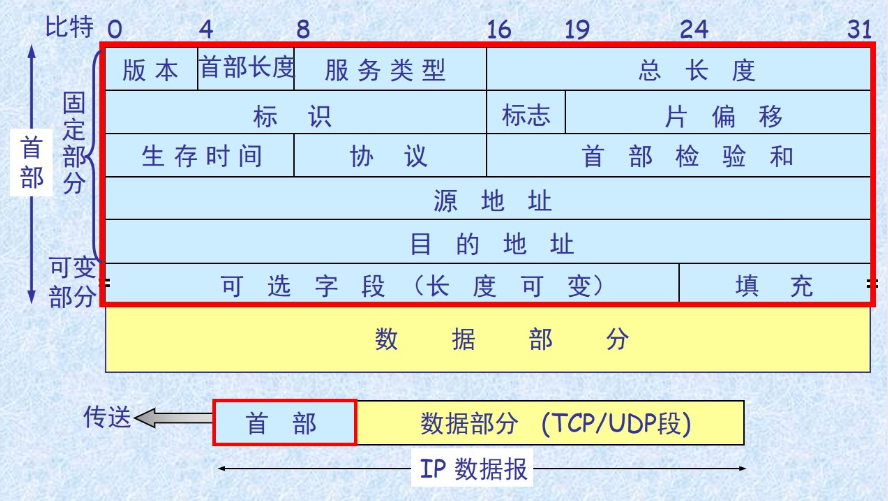 比特 0 4 8 16 19 24 31
版本 首部长度 服务类型 总长度
标识 标志 片偏移
生存时间 协议 首部检验和
源地址
目的地址
可选字段（长度可变） 填充
数据部分
首部
固定部分
可变部分
传送 首部 数据部分 (TCP/UDP段)
IP 数据报